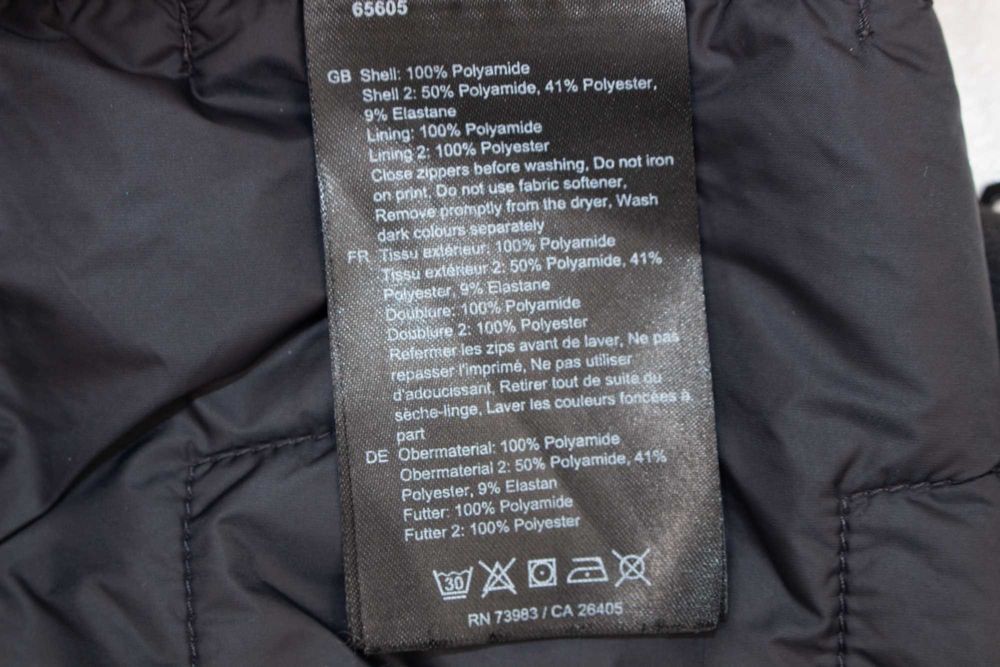 65605
GB Shell: 100% Polyamide
Shell 2: 50% Polyamide, 41% Polyester,
9% Elastane
Lining: 100% Polyamide
Lining 2: 100% Polyester
Close zippers before washing, Do not iron
on print, Do not use fabric softener,
Remove promptly from the dryer, Wash
dark colours separately
FR Tissu extérieur: 100% Polyamide
Tissu extérieur 2: 50% Polyamide, 41%
Polyester, 9% Elastane
Doublure: 100% Polyamide
Doublure 2: 100% Polyester
Refermer les zips avant de laver, Ne pas
repasser l'imprimé, Ne pas utiliser
d'adoucissant, Retirer tout de suite du
sèche-linge, Laver les couleurs foncées à
part
DE Obermaterial: 100% Polyamide
Obermaterial 2: 50% Polyamide, 41%
Polyester, 9% Elastan
Futter: 100% Polyamide
Futter 2: 100% Polyester
30
RN 73983 / CA 26405